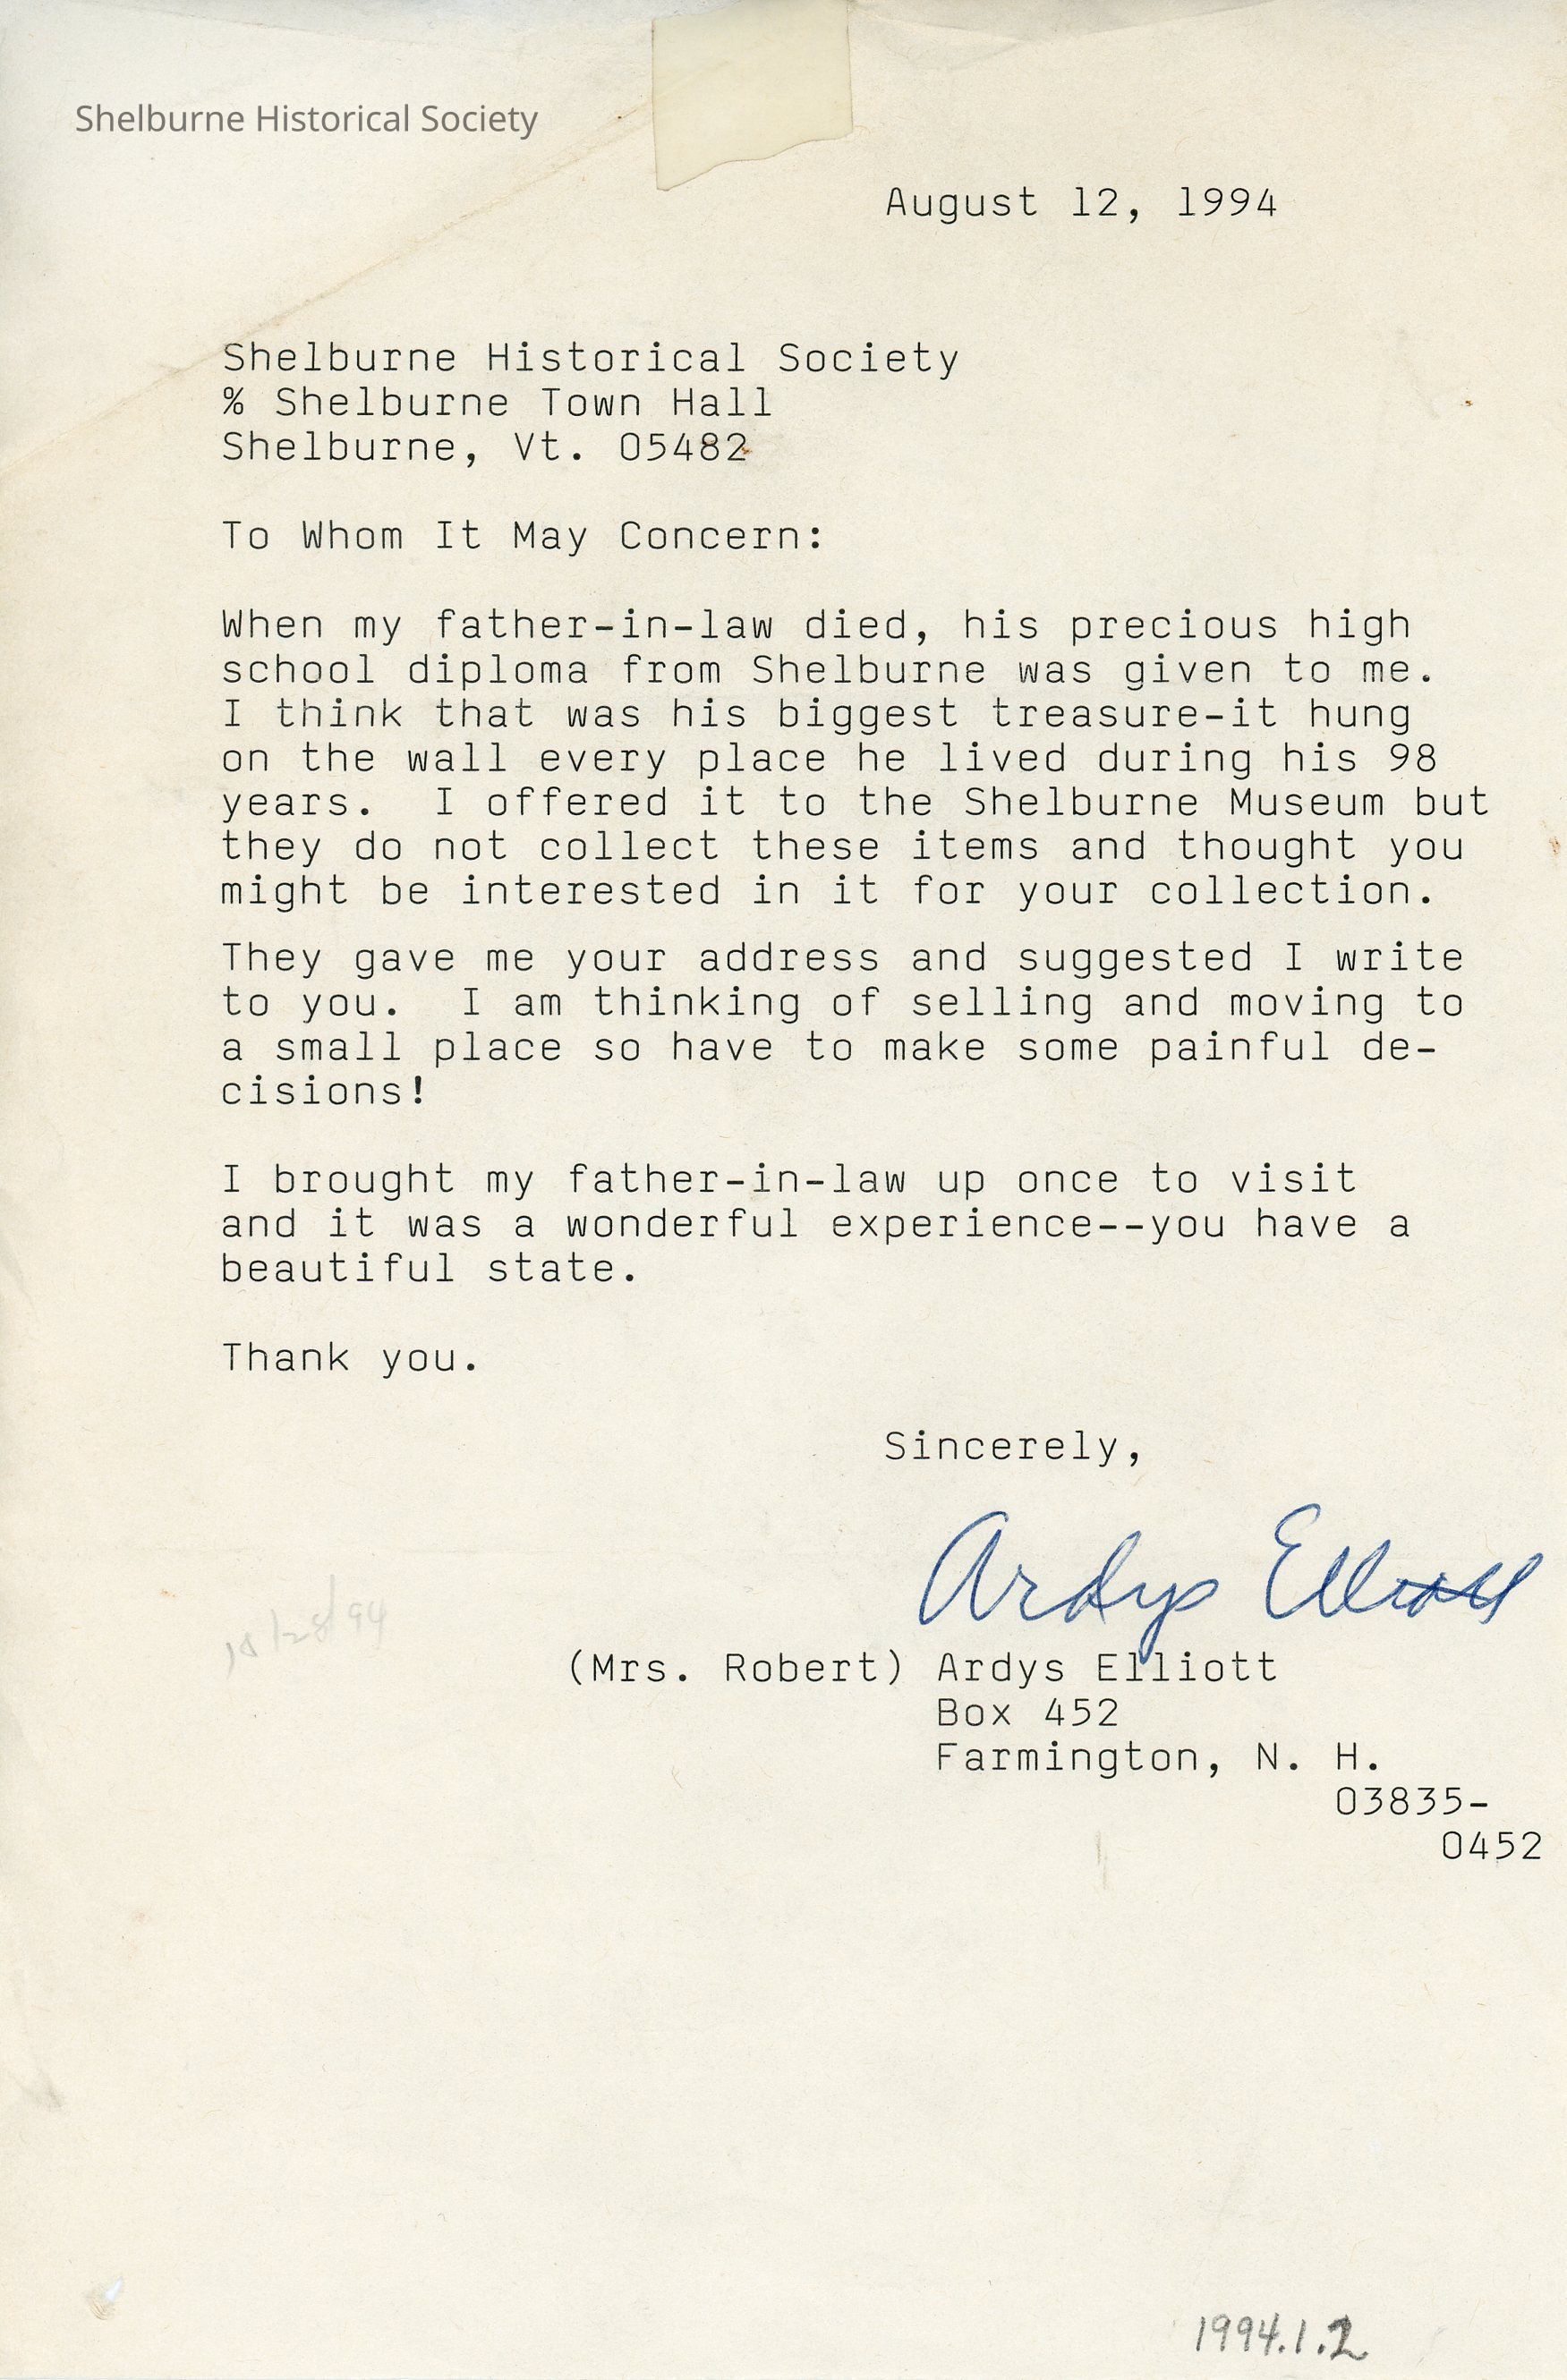 Shelburne Historical Society
August 12, 1994
Shelburne Historical Society
% Shelburne Town Hall
Shelburne, Vt. 05482
To Whom It May Concern:
When my father-in-law died, his precious high
school diploma from Shelburne was given to me.
I think that was his biggest treasure-it hung
on the wall every place he lived during his 98
years.  I offered it to the Shelburne Museum but
they do not collect these items and thought you
might be interested in it for your collection.
They gave me your address and suggested I write
to you.  I am thinking of selling and moving to
a small place so have to make some painful de-
cisions!
I brought my father-in-law up once to visit
and it was a wonderful experience--you have a
beautiful state.
Thank you.
Sincerely,
Ardys Elliott
(Mrs. Robert) Ardys Elliott
Box 452
Farmington, N. H.
03835-
0452
1994.1.2